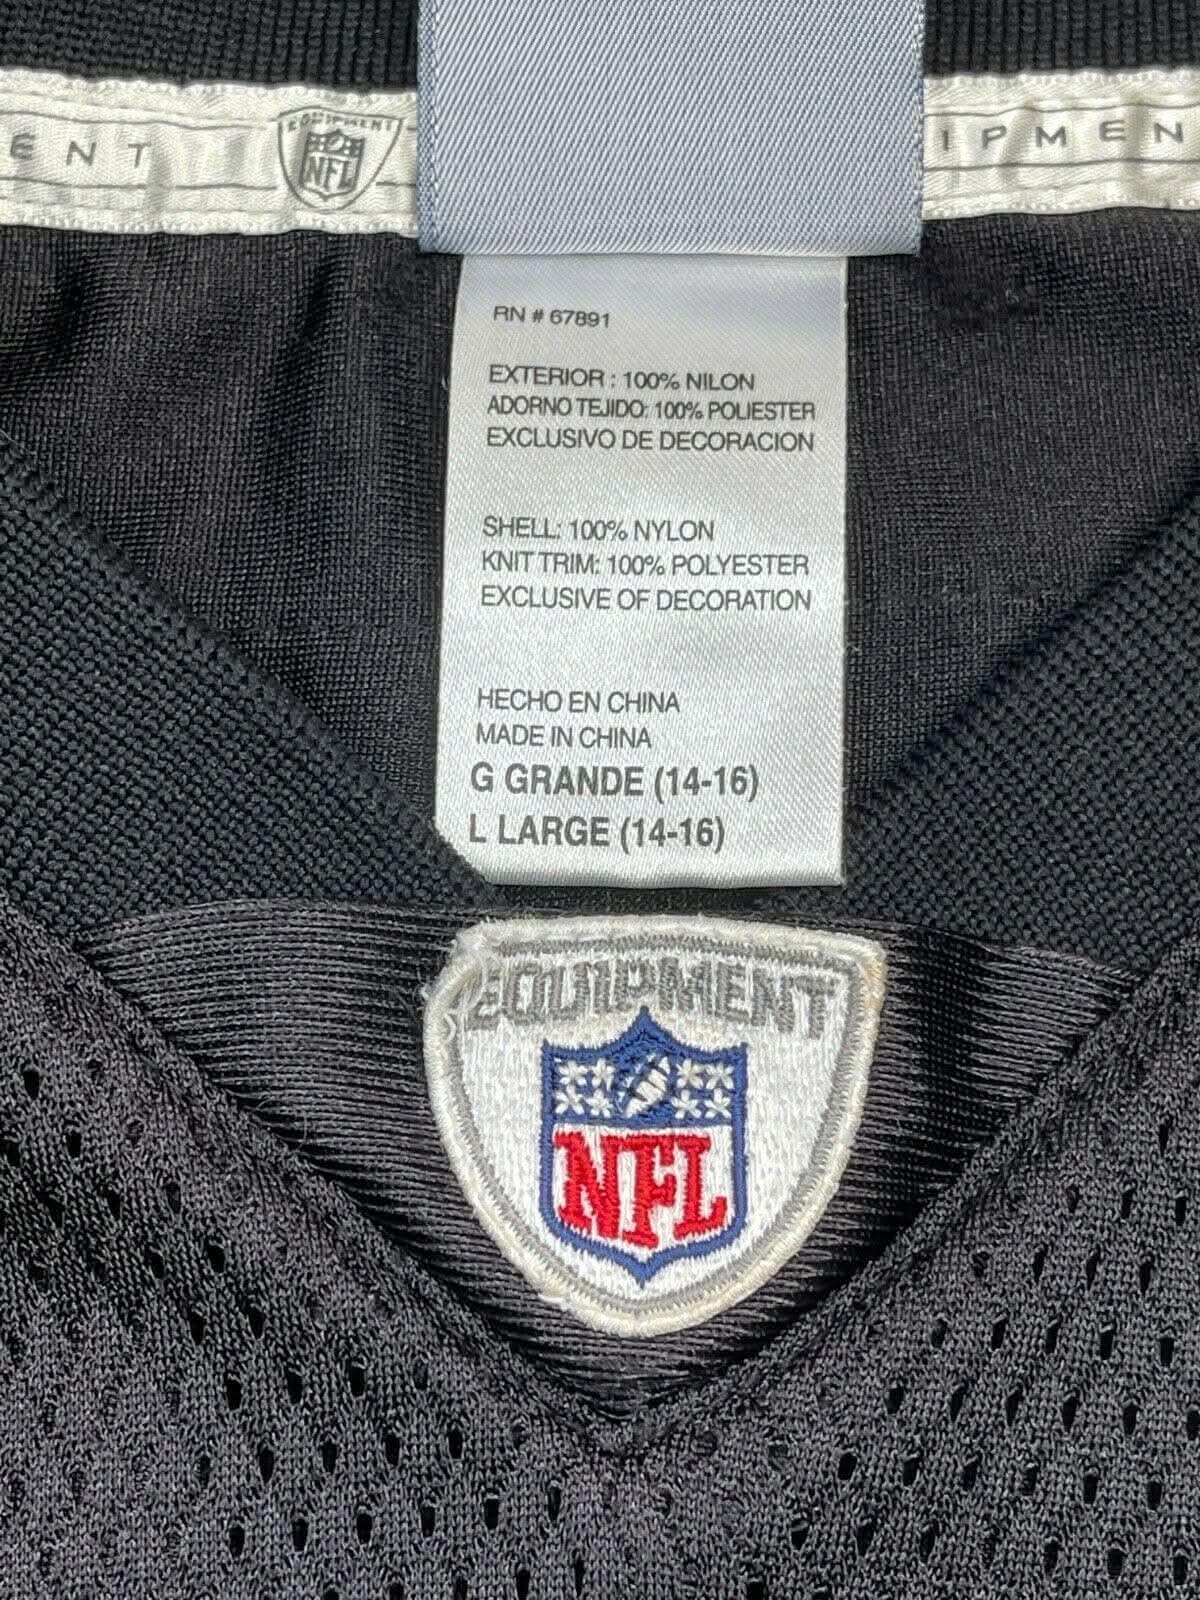 ENT
EQUIPMENT
NFL
IPMEN
RN # 67891
EXTERIOR : 100% NILON
ADORNO TEJIDO: 100% POLIESTER
EXCLUSIVO DE DECORACION
SHELL: 100% NYLON
KNIT TRIM: 100% POLYESTER
EXCLUSIVE OF DECORATION
HECHO EN CHINA
MADE IN CHINA
G GRANDE (14-16)
L LARGE (14-16)
EQUIPMENT
NFL